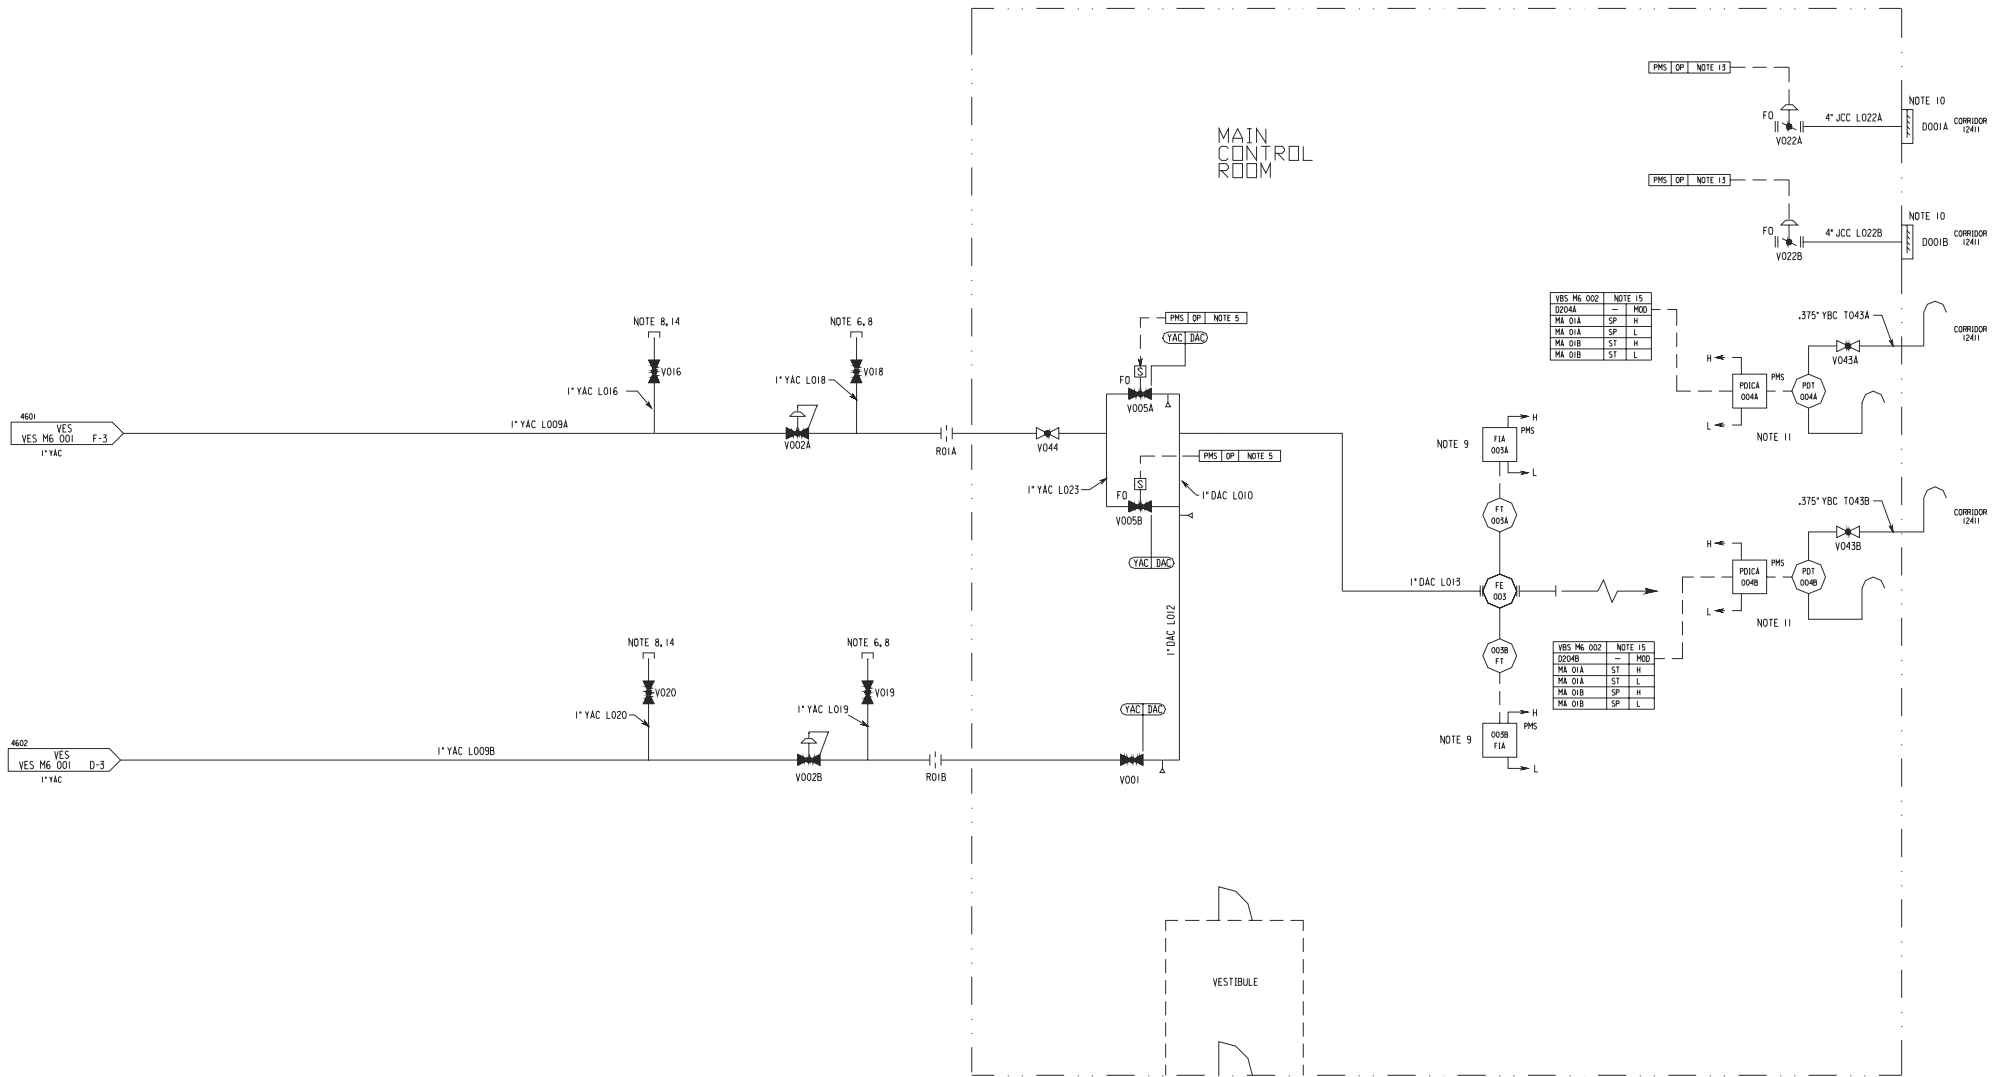 MAIN
CONTROL
ROOM
PMS OP NOTE 13
NOTE 10
FO
4" JCC L022A
D001A
CORRIDOR
12411
V022A
PMS OP NOTE 13
NOTE 10
FO
4" JCC L022B
D001B
CORRIDOR
12411
V022B
VBS M6 002 NOTE 15
D204A – MOD
MA 01A SP H
MA 01A SP L
MA 01B ST H
MA 01B ST L
.375" YBC T043A
CORRIDOR
12411
V043A
H
PMS
PDICA
004A
PDT
004A
L
NOTE 11
NOTE 8,14
V016
1" YAC L016
NOTE 6,8
V018
1" YAC L018
PMS OP NOTE 5
YAC DAC
S
FO
V005A
4601
VES
VES M6 001 F-3
1" YAC
1" YAC L009A
V002A
R01A
V044
PMS OP NOTE 5
S
FO
1" YAC L023
1" DAC L010
V005B
YAC DAC
NOTE 9
H
PMS
FIA
003A
L
FT
003A
1" DAC L013
FE
003
003B
FT
H
PMS
NOTE 9
003B
FIA
L
.375" YBC T043B
CORRIDOR
12411
V043B
H
PMS
PDICA
004B
PDT
004B
L
NOTE 11
VBS M6 002 NOTE 15
D204B – MOD
MA 01A ST H
MA 01A ST L
MA 01B SP H
MA 01B SP L
1" DAC L012
NOTE 8,14
V020
1" YAC L020
NOTE 6,8
V019
1" YAC L019
YAC DAC
4602
VES
VES M6 001 D-3
1" YAC
1" YAC L009B
V002B
R01B
V001
VESTIBULE